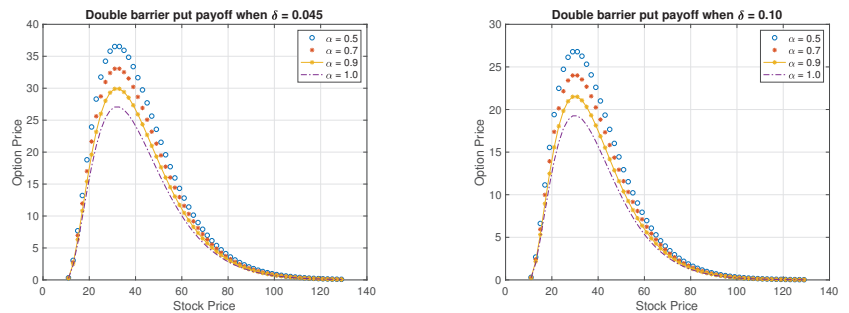 Double barrier put payoff when δ = 0.045
40
35
30
25
20
15
10
5
0
Option Price
α = 0.5
α = 0.7
α = 0.9
α = 1.0
0 20 40 60 80 100 120 140
Stock Price
Double barrier put payoff when δ = 0.10
30
25
20
15
10
5
0
Option Price
α = 0.5
α = 0.7
α = 0.9
α = 1.0
0 20 40 60 80 100 120 140
Stock Price